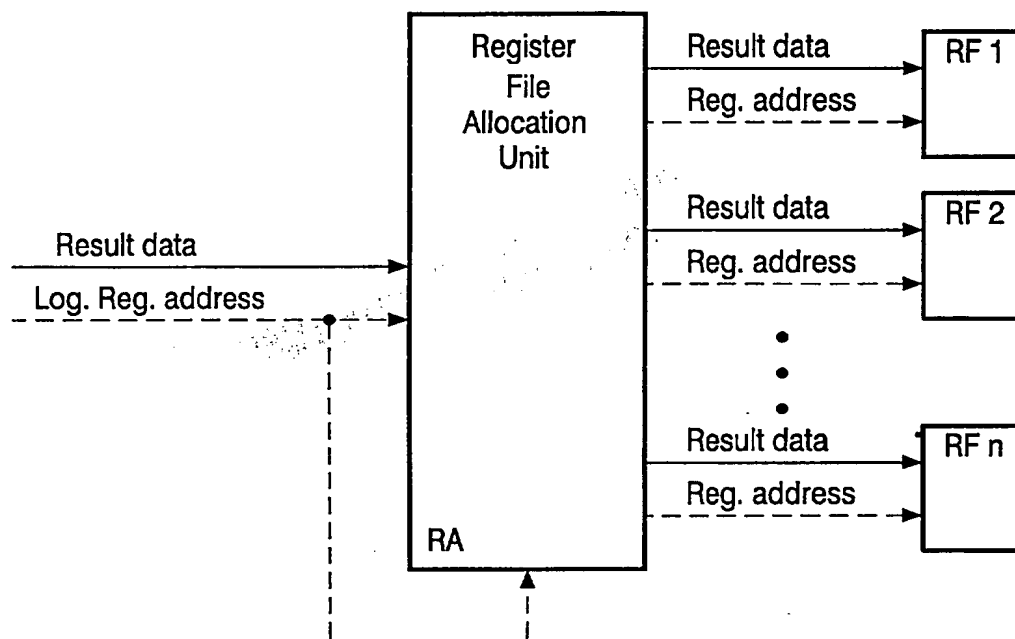 Register
File
Allocation
Unit
Result data
Reg. address
RF 1
Result data
Reg. address
RF 2
Result data
Log. Reg. address
Result data
Reg. address
RF n
RA